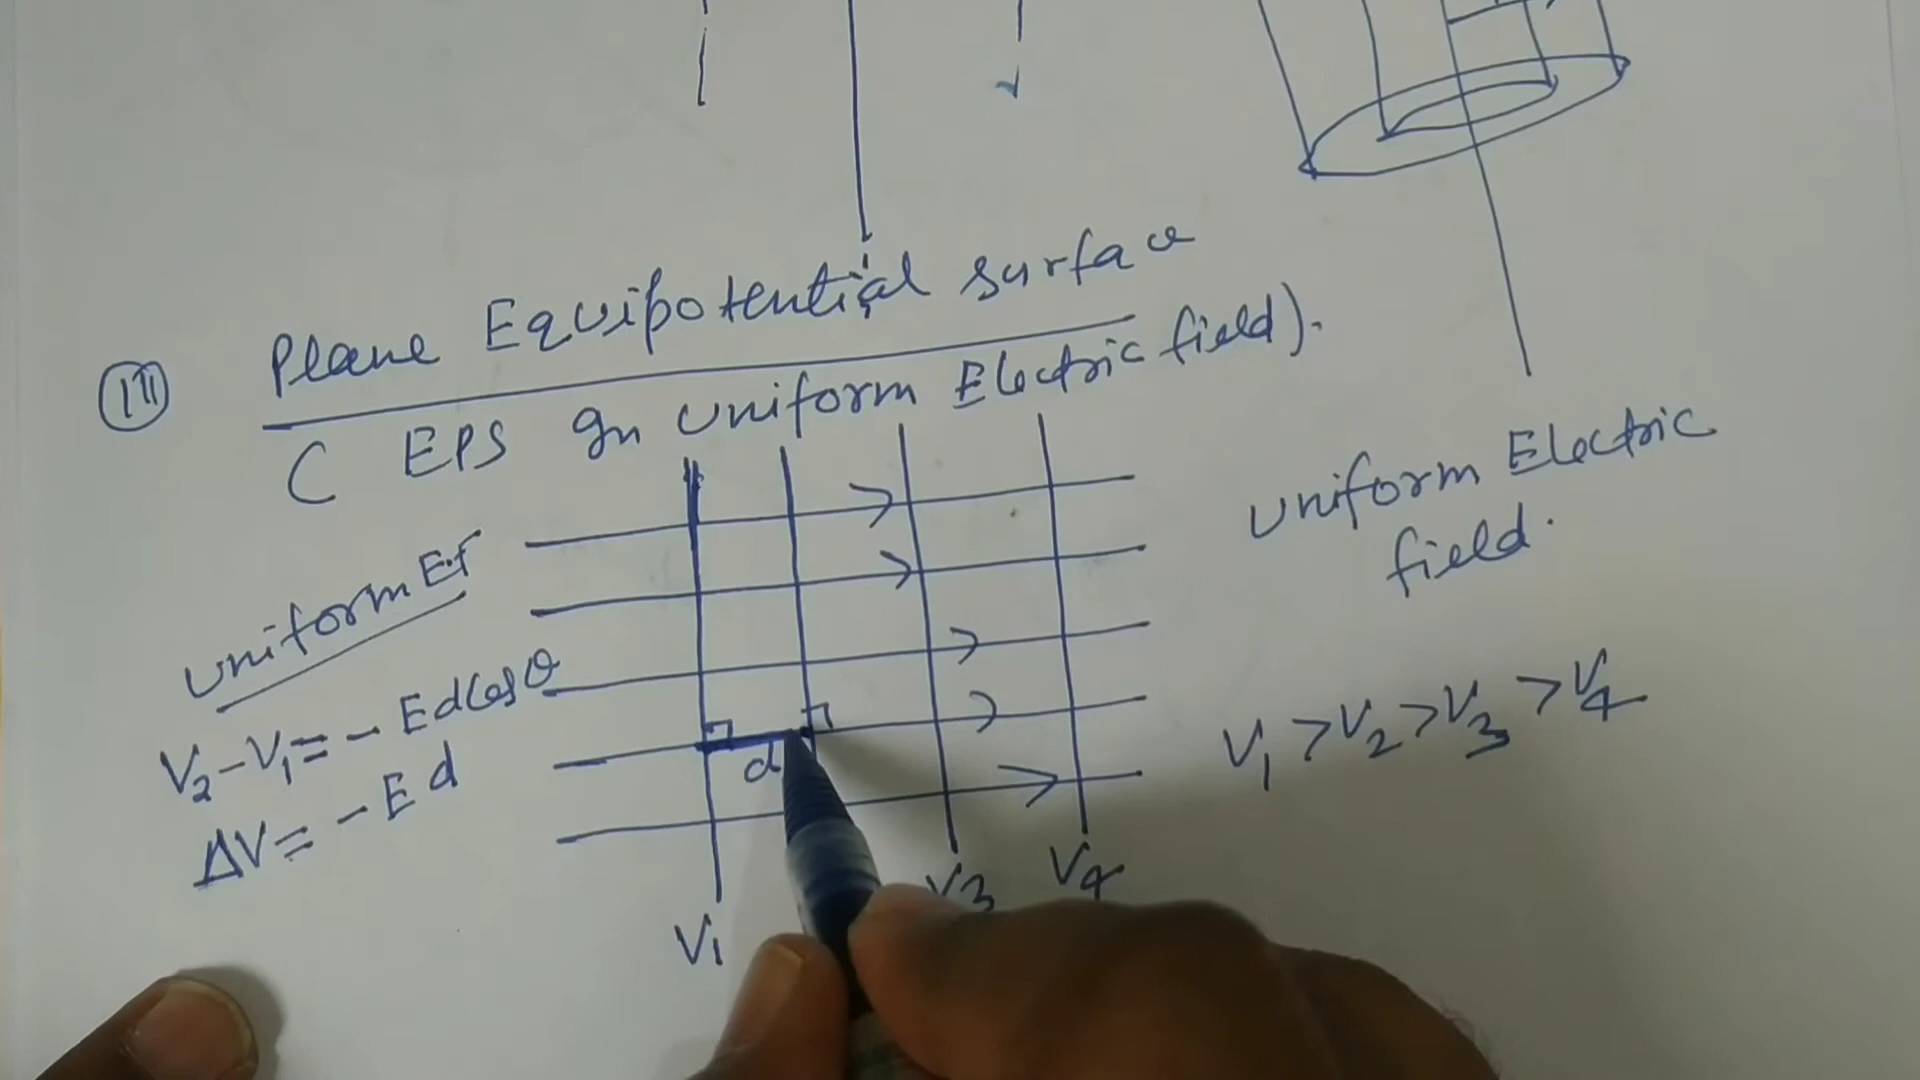 III Plane Equipotential surface
( EPS In uniform Electric field).
uniform E.f
V2-V1 = - Ed Cos θ
ΔV = - Ed
d
V1
V3
V4
uniform Electric
field.
V1 > V2 > V3 > V4